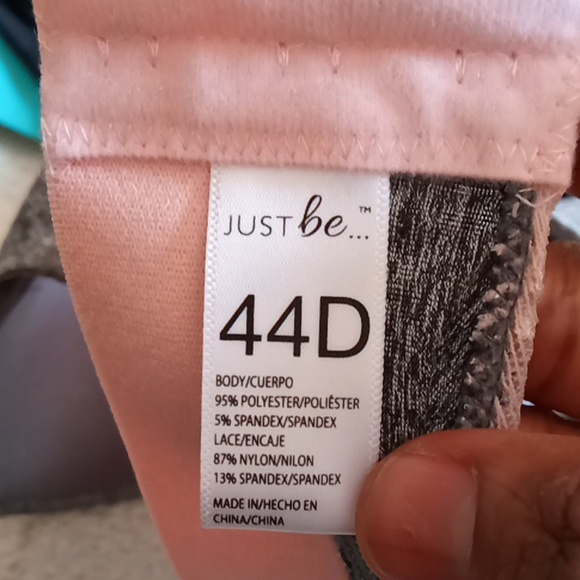 JUST be...™
44D
BODY/CUERPO
95% POLYESTER/POLIÉSTER
5% SPANDEX/SPANDEX
LACE/ENCAJE
87% NYLON/NILON
13% SPANDEX/SPANDEX
MADE IN/HECHO EN
CHINA/CHINA